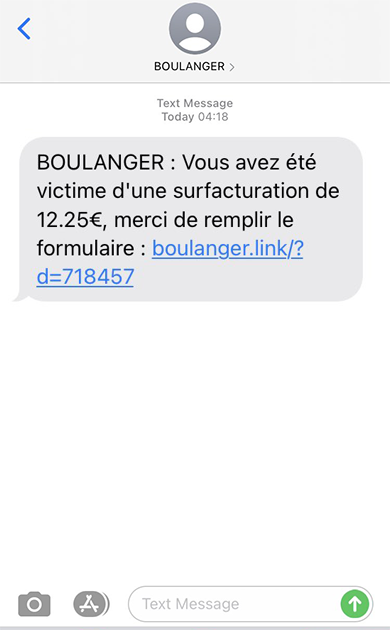 BOULANGER >
Text Message
Today 04:18
BOULANGER : Vous avez été
victime d'une surfacturation de
12.25€, merci de remplir le
formulaire : boulanger.link/?
d=718457
Text Message